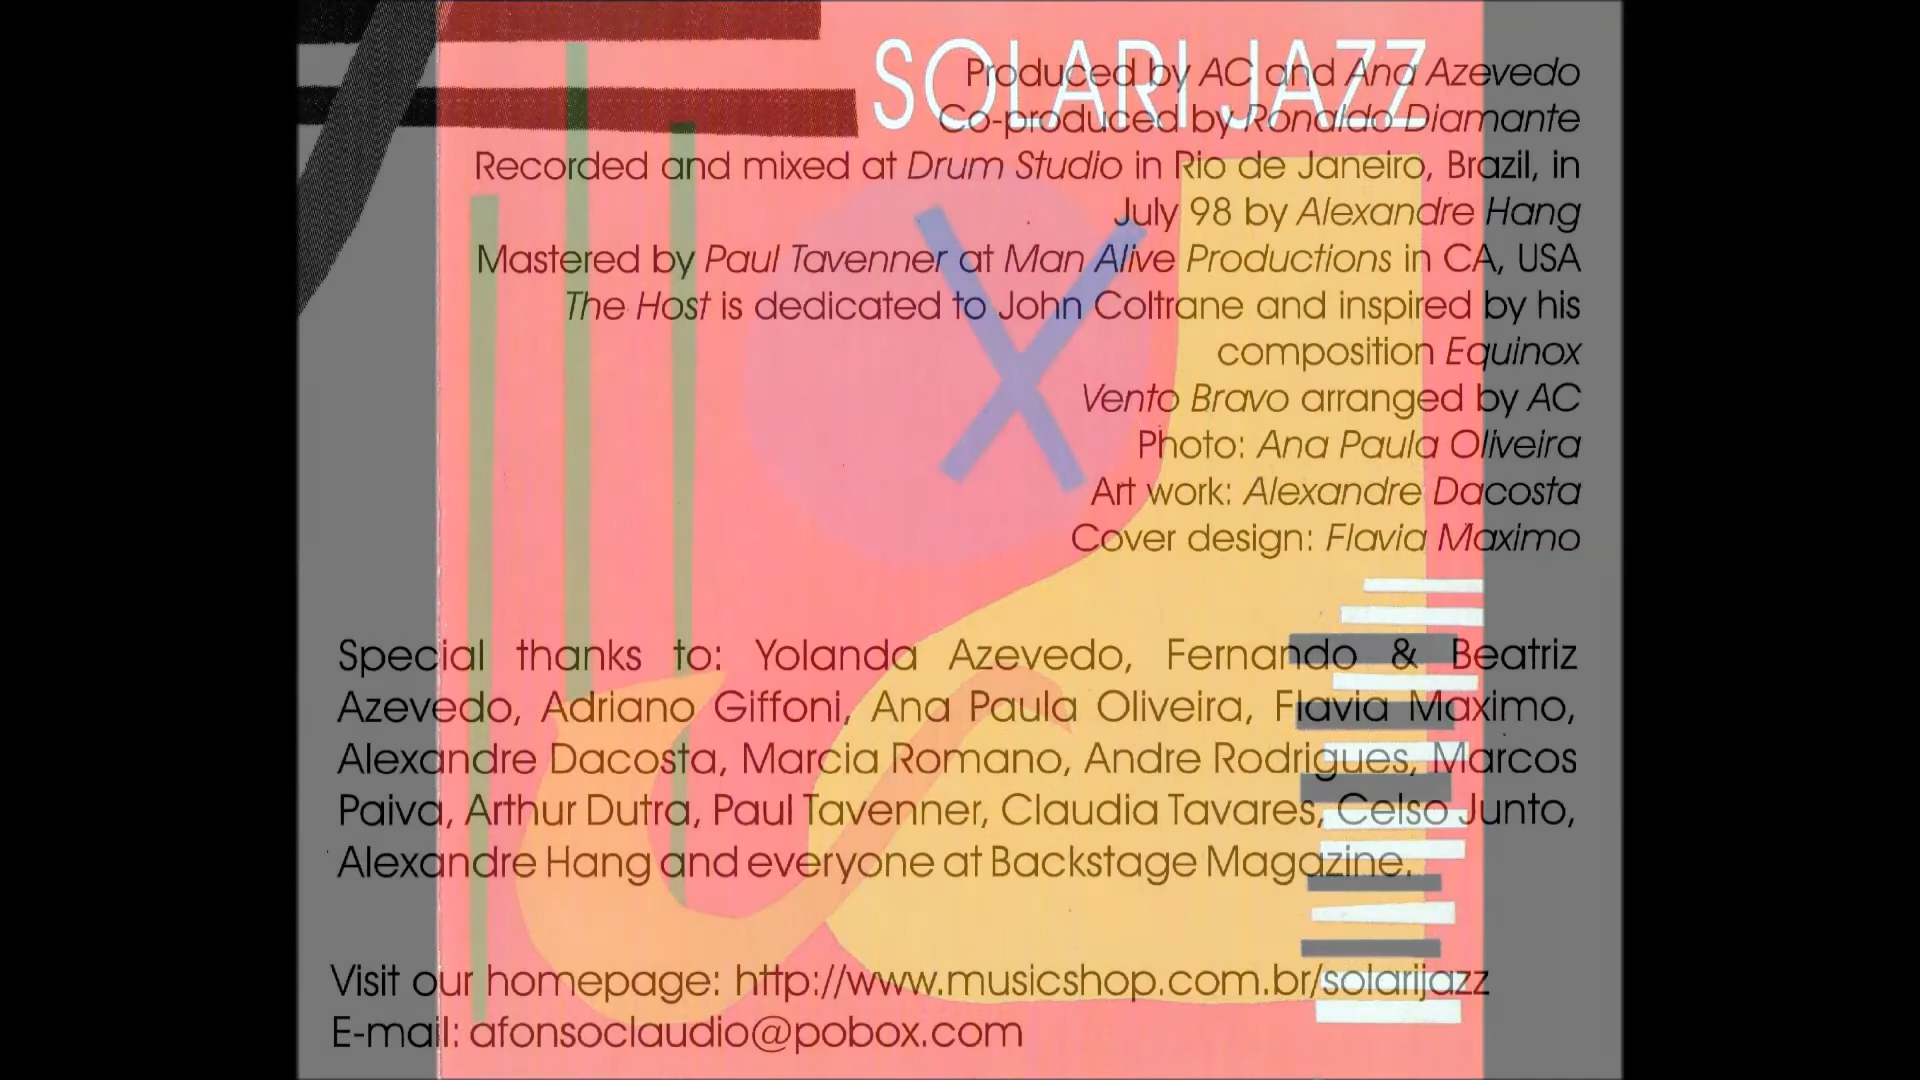 SOLARI JAZZ
Produced by AC and Ana Azevedo
Co-produced by Ronaldo Diamante
Recorded and mixed at Drum Studio in Rio de Janeiro, Brazil, in
July 98 by Alexandre Hang
Mastered by Paul Tavenner at Man Alive Productions in CA, USA
The Host is dedicated to John Coltrane and inspired by his
composition Equinox
Vento Bravo arranged by AC
Photo: Ana Paula Oliveira
Art work: Alexandre Dacosta
Cover design: Flavia Maximo
Special thanks to: Yolanda Azevedo, Fernando & Beatriz
Azevedo, Adriano Giffoni, Ana Paula Oliveira, Flavia Maximo,
Alexandre Dacosta, Marcia Romano, Andre Rodrigues, Marcos
Paiva, Arthur Dutra, Paul Tavenner, Claudia Tavares, Celso Junto,
Alexandre Hang and everyone at Backstage Magazine.
Visit our homepage: http://www.musicshop.com.br/solarijazz
E-mail: afonsoclaudio@pobox.com